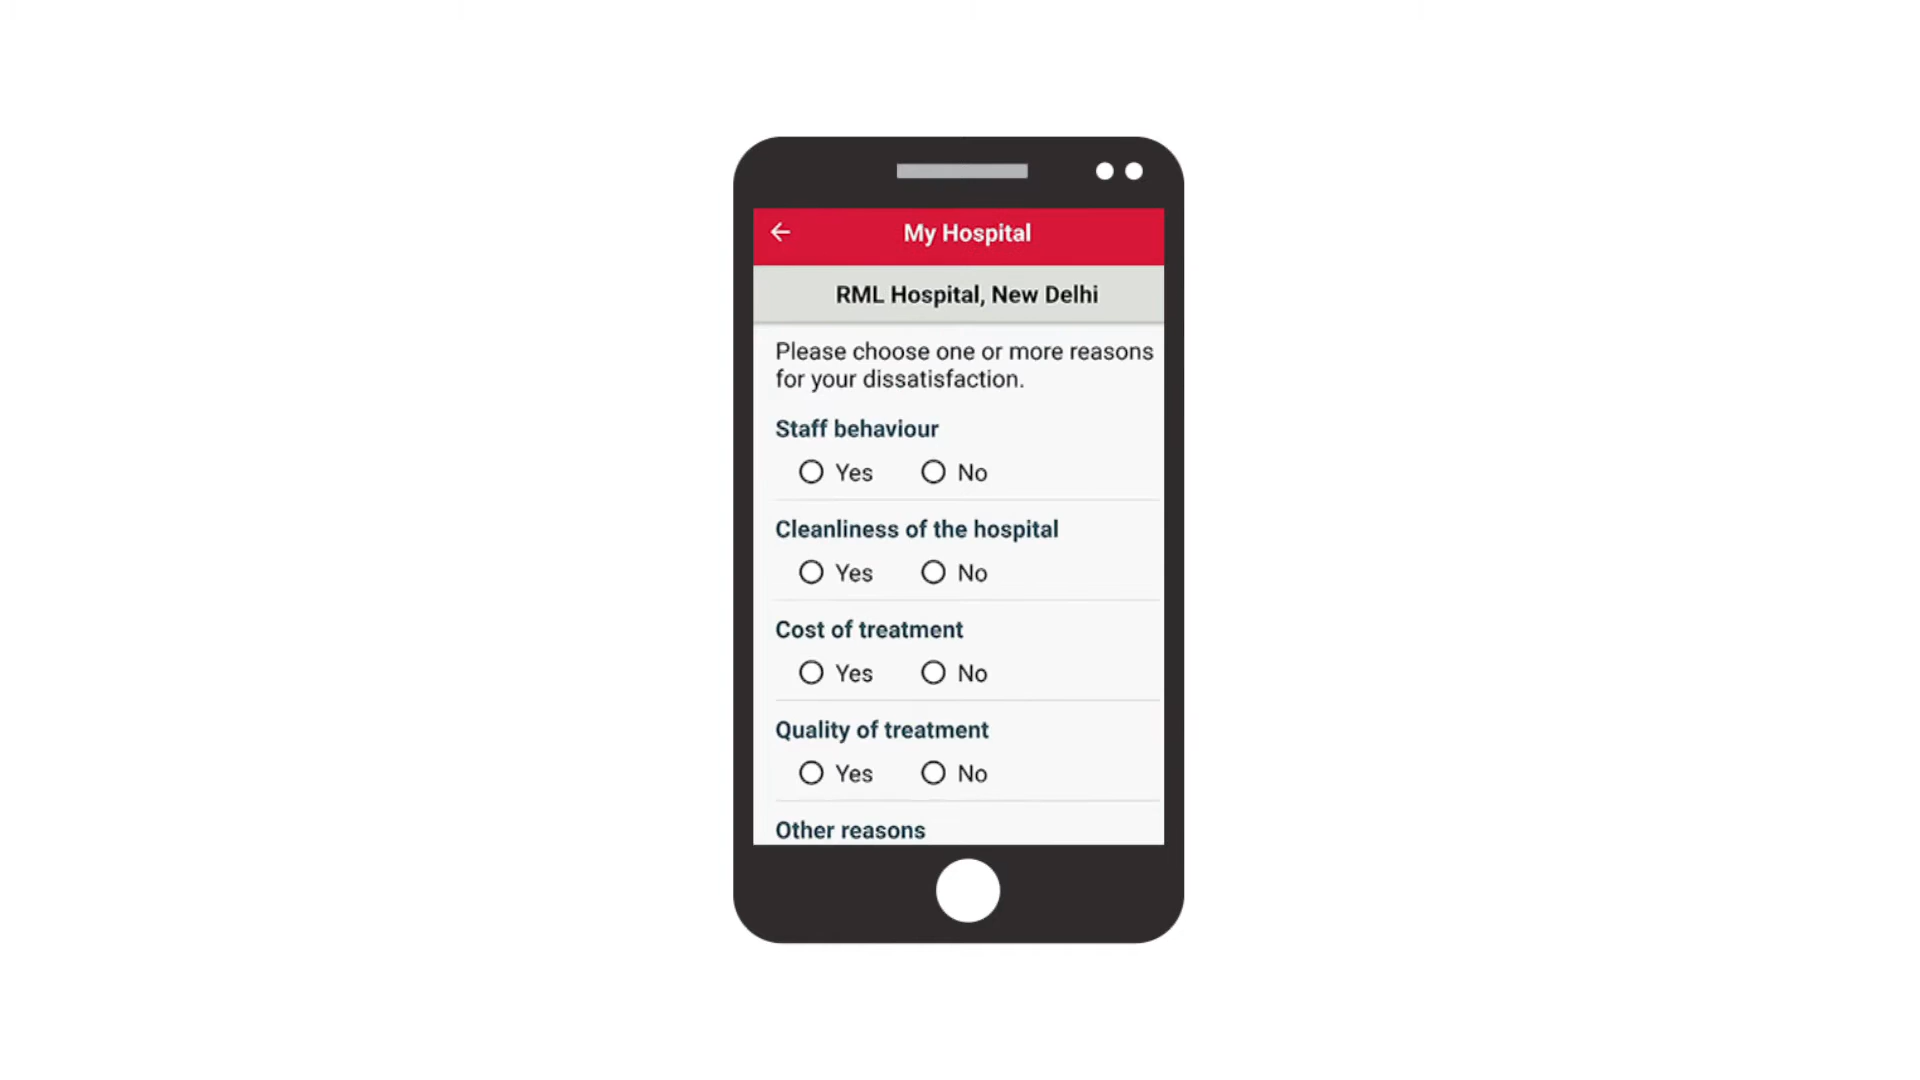 My Hospital
RML Hospital, New Delhi
Please choose one or more reasons
for your dissatisfaction.
Staff behaviour
Yes No
Cleanliness of the hospital
Yes No
Cost of treatment
Yes No
Quality of treatment
Yes No
Other reasons